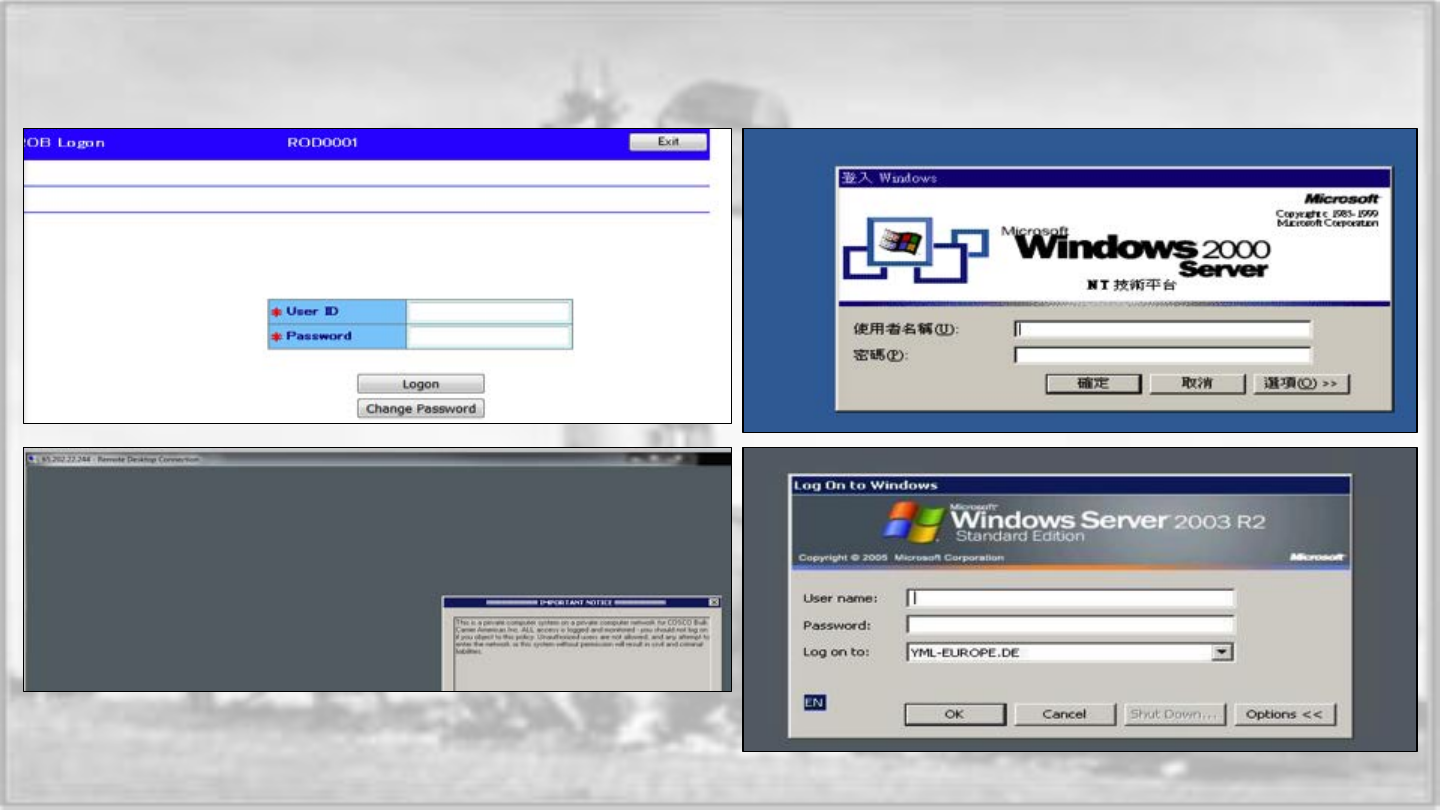 OB Logon
ROD0001
Exit
User ID
Password
Logon
Change Password
登入 Windows
Microsoft
Copyright c 1985-1999
Microsoft Corporation
Microsoft
Windows 2000
Server
NT 技術平台
使用者名稱(U):
密碼(P):
確定
取消
選項(O) >>
65.202.22.244 - Remote Desktop Connection
IMPORTANT NOTICE
This is a private computer system on a private computer network for COSCO Bulk
Carrier Americas Inc. ALL access is logged and monitored - you should not log on
if you object to this policy. Unauthorized users are not allowed, and any attempt to
enter the network or this system without permission will result in civil and criminal
liabilities.
Log On to Windows
Microsoft
Windows Server 2003 R2
Standard Edition
Copyright © 2005 Microsoft Corporation
Microsoft
User name:
Password:
Log on to:
YML-EUROPE.DE
EN
OK
Cancel
Shut Down...
Options <<